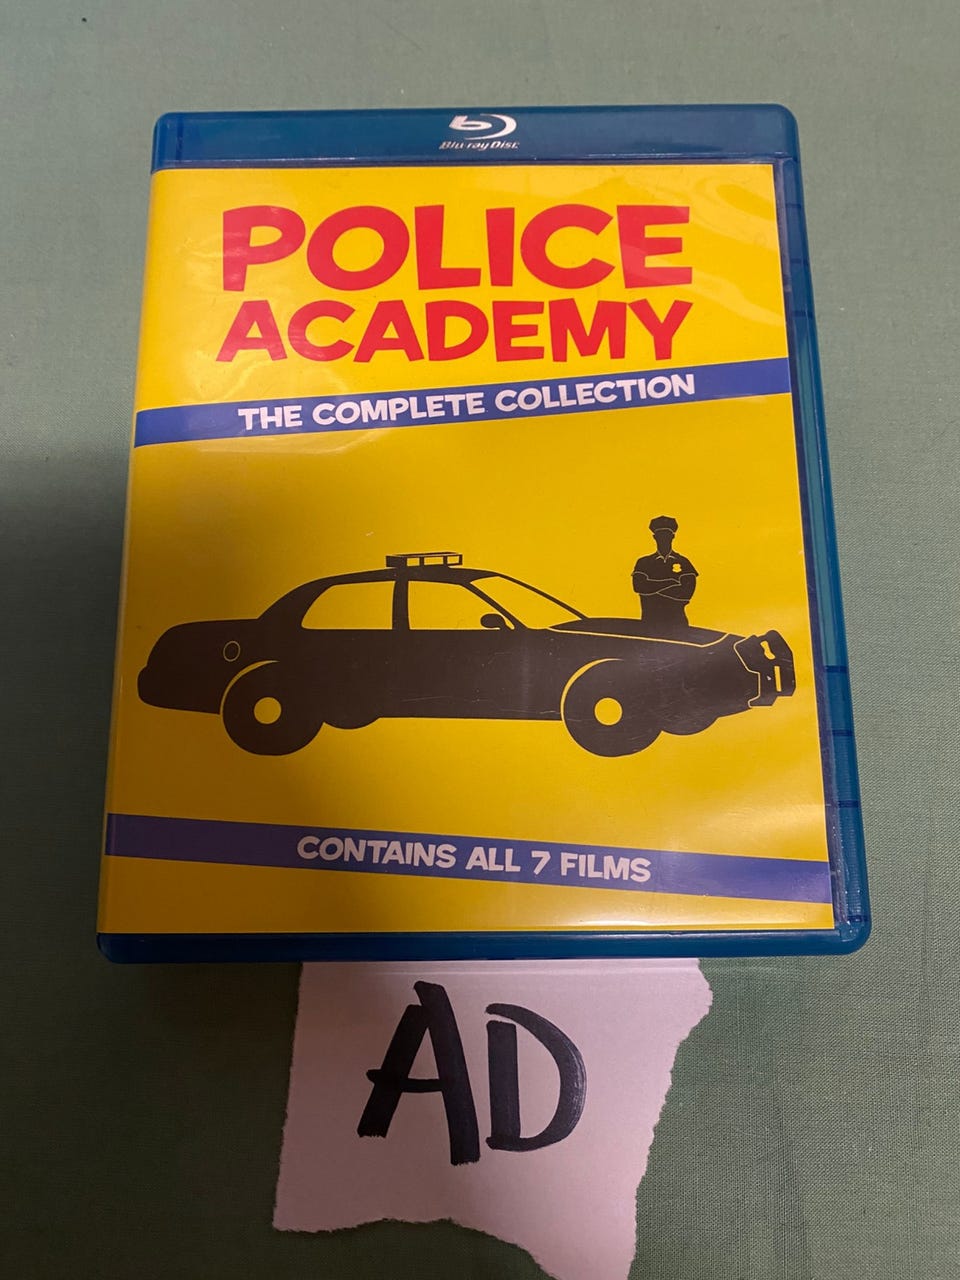 Blu-ray Disc
POLICE
ACADEMY
THE COMPLETE COLLECTION
CONTAINS ALL 7 FILMS
AD